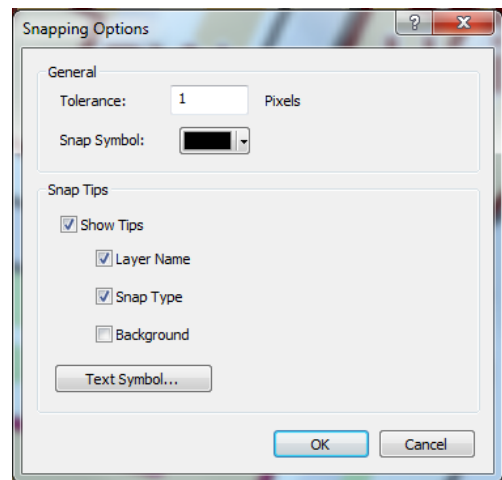 Snapping Options
General
Tolerance: 1 Pixels
Snap Symbol:
Snap Tips
Show Tips
Layer Name
Snap Type
Background
Text Symbol...
OK Cancel